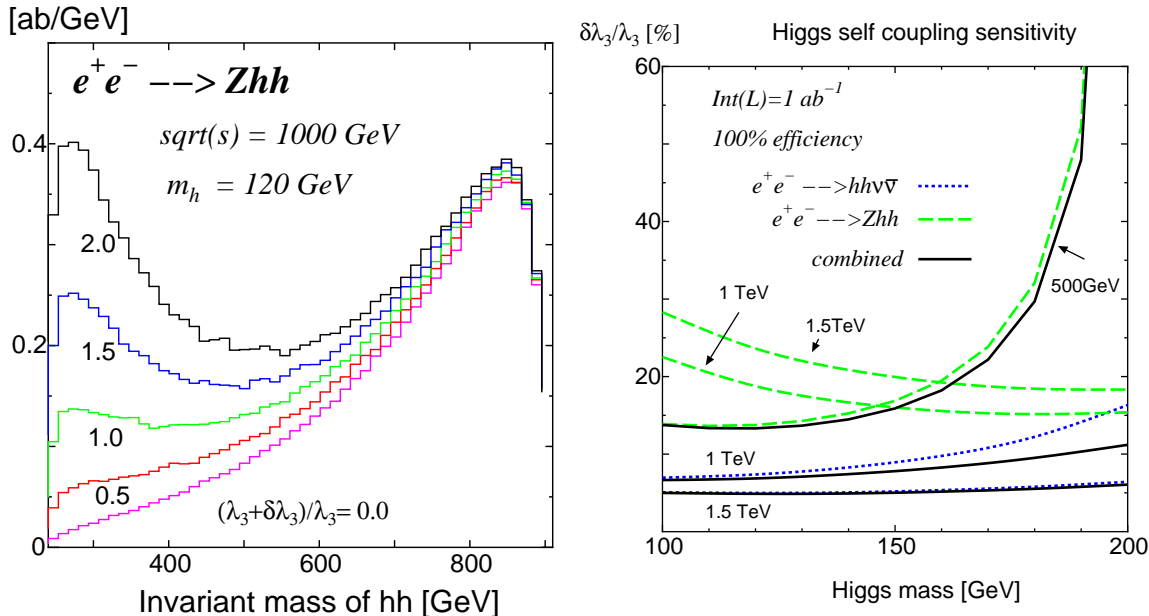 [ab/GeV]
e⁺e⁻ −−> Zhh
sqrt(s) = 1000 GeV
m_h = 120 GeV
0.4
0.2
0
2.0
1.5
1.0
0.5
(λ₃+δλ₃)/λ₃= 0.0
400
600
800
Invariant mass of hh [GeV]
δλ₃/λ₃ [%]
Higgs self coupling sensitivity
60
40
20
Int(L)=1 ab⁻¹
100% efficiency
e⁺e⁻ −−>hhνν̅
e⁺e⁻ −−>Zhh
combined
500GeV
1 TeV
1.5TeV
1 TeV
1.5 TeV
100
150
200
Higgs mass [GeV]